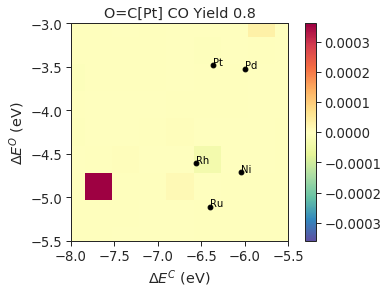 O=C[Pt] CO Yield 0.8
−3.0
−3.5
−4.0
−4.5
−5.0
−5.5
ΔE^O (eV)
Pt
Pd
Rh
Ni
Ru
−8.0 −7.5 −7.0 −6.5 −6.0 −5.5
ΔE^C (eV)
0.0003
0.0002
0.0001
0.0000
−0.0001
−0.0002
−0.0003